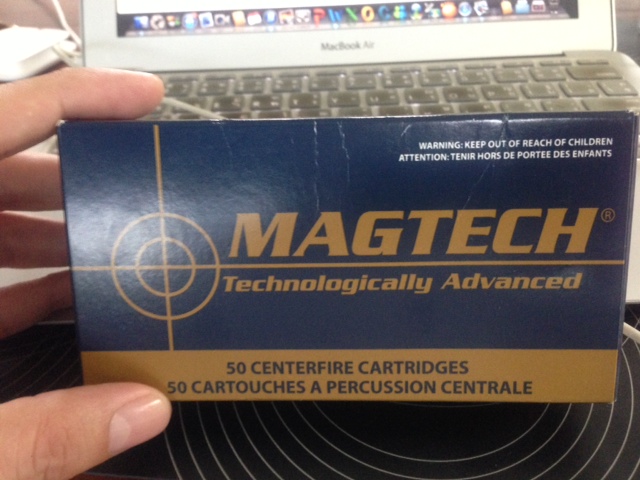 MacBook Air
WARNING: KEEP OUT OF REACH OF CHILDREN
ATTENTION: TENIR HORS DE PORTEE DES ENFANTS
MAGTECH®
Technologically Advanced
50 CENTERFIRE CARTRIDGES
50 CARTOUCHES A PERCUSSION CENTRALE